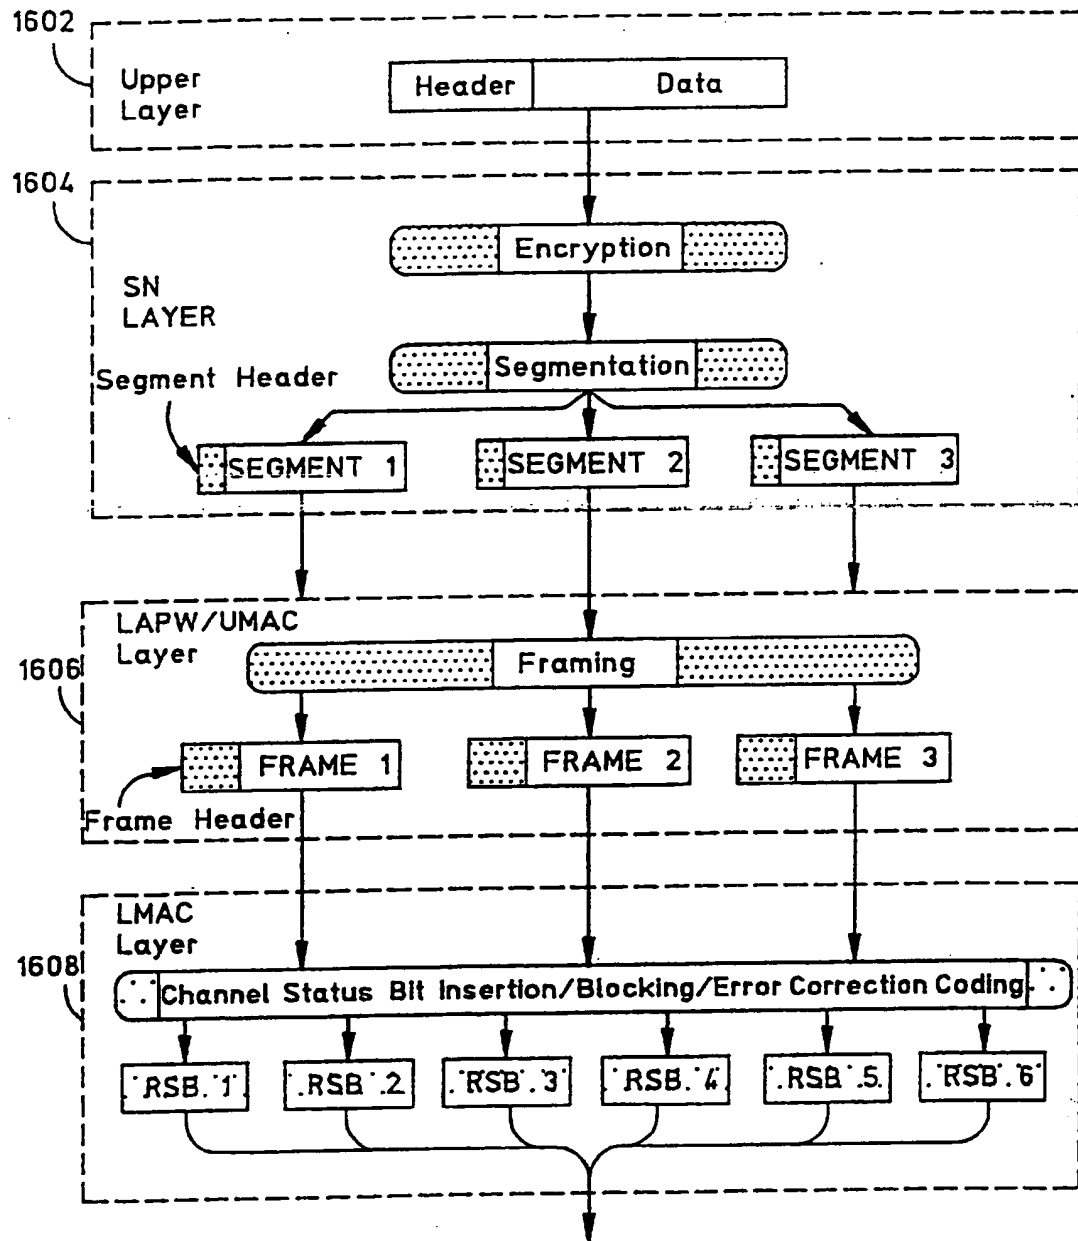 1602
Upper
Layer
Header Data
1604
Encryption
SN
LAYER
Segmentation
Segment Header
SEGMENT 1 SEGMENT 2 SEGMENT 3
LAPW/UMAC
Layer
1606
Framing
FRAME 1 FRAME 2 FRAME 3
Frame Header
LMAC
Layer
1608
Channel Status Bit Insertion/Blocking/Error Correction Coding
RSB 1 RSB 2 RSB 3 RSB 4 RSB 5 RSB 6